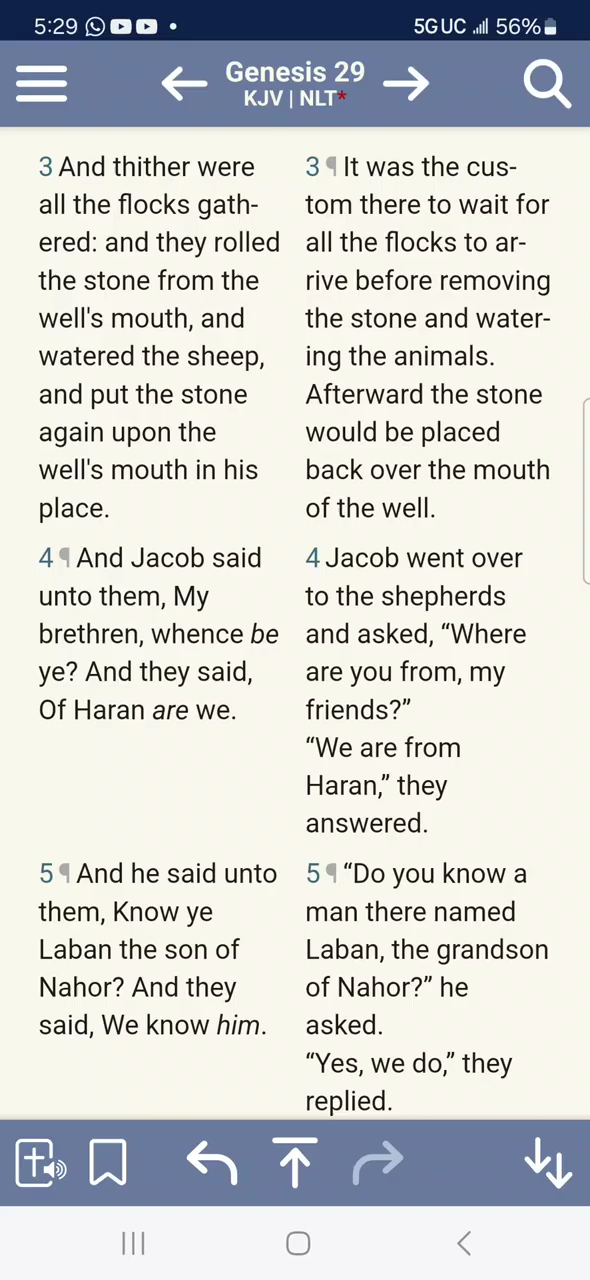 5:29
5G UC 56%
Genesis 29
KJV | NLT*
3 And thither were
all the flocks gath-
ered: and they rolled
the stone from the
well's mouth, and
watered the sheep,
and put the stone
again upon the
well's mouth in his
place.
4 ¶ And Jacob said
unto them, My
brethren, whence be
ye? And they said,
Of Haran are we.
5 ¶ And he said unto
them, Know ye
Laban the son of
Nahor? And they
said, We know him.
3 ¶ It was the cus-
tom there to wait for
all the flocks to ar-
rive before removing
the stone and water-
ing the animals.
Afterward the stone
would be placed
back over the mouth
of the well.
4 Jacob went over
to the shepherds
and asked, “Where
are you from, my
friends?”
“We are from
Haran,” they
answered.
5 ¶ “Do you know a
man there named
Laban, the grandson
of Nahor?” he
asked.
“Yes, we do,” they
replied.